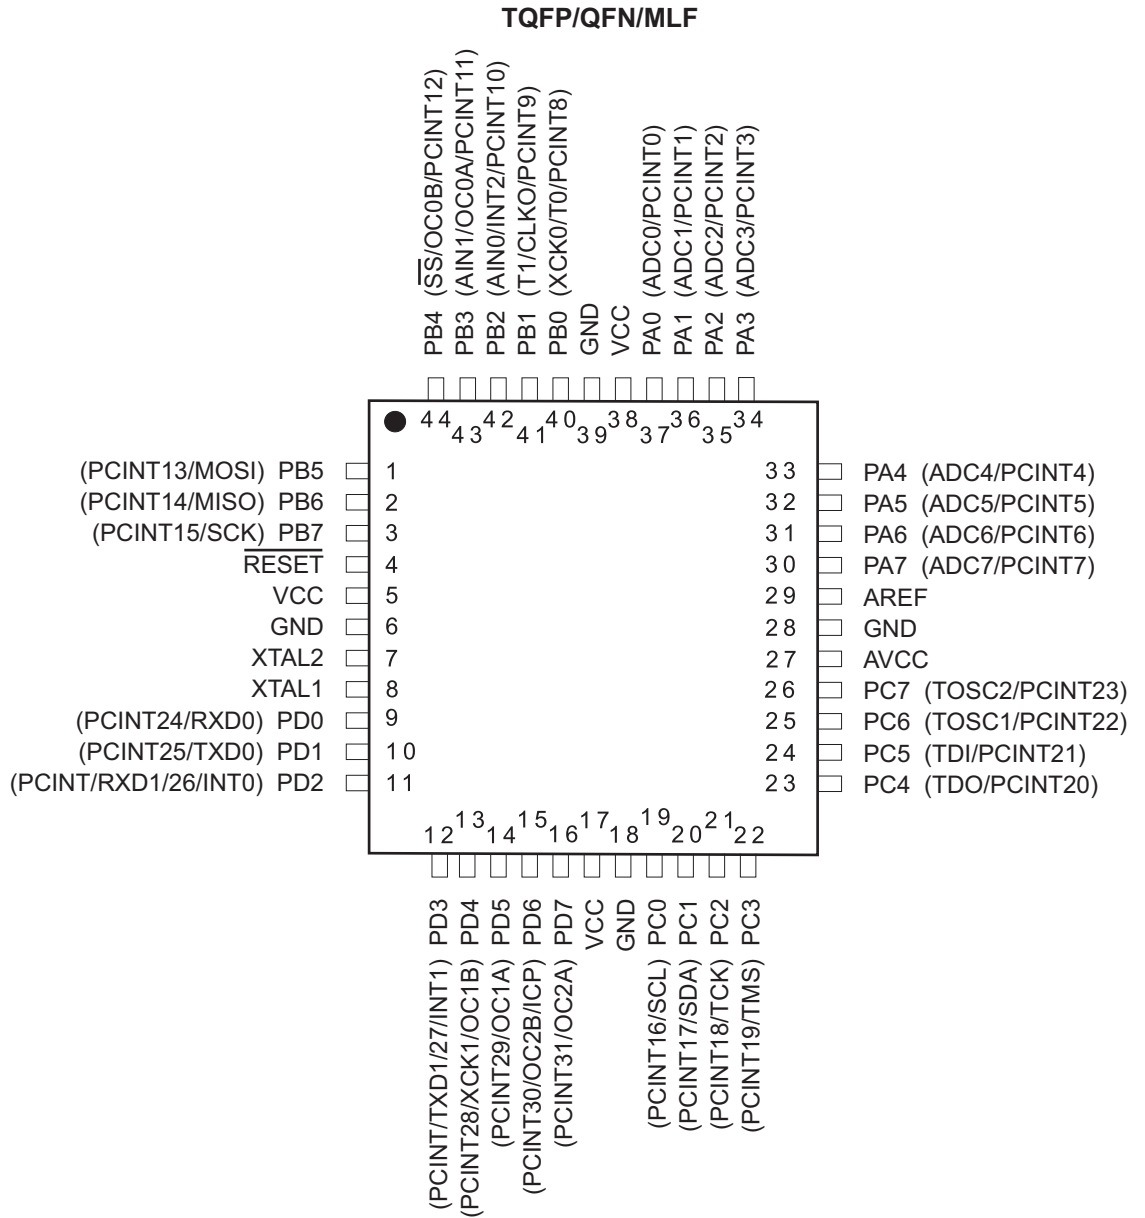 TQFP/QFN/MLF
PB4 (SS/OC0B/PCINT12)
PB3 (AIN1/OC0A/PCINT11)
PB2 (AIN0/INT2/PCINT10)
PB1 (T1/CLKO/PCINT9)
PB0 (XCK0/T0/PCINT8)
GND
VCC
PA0 (ADC0/PCINT0)
PA1 (ADC1/PCINT1)
PA2 (ADC2/PCINT2)
PA3 (ADC3/PCINT3)
44 43 42 41 40 39 38 37 36 35 34
(PCINT13/MOSI) PB5 1
(PCINT14/MISO) PB6 2
(PCINT15/SCK) PB7 3
RESET 4
VCC 5
GND 6
XTAL2 7
XTAL1 8
(PCINT24/RXD0) PD0 9
(PCINT25/TXD0) PD1 10
(PCINT/RXD1/26/INT0) PD2 11
33 PA4 (ADC4/PCINT4)
32 PA5 (ADC5/PCINT5)
31 PA6 (ADC6/PCINT6)
30 PA7 (ADC7/PCINT7)
29 AREF
28 GND
27 AVCC
26 PC7 (TOSC2/PCINT23)
25 PC6 (TOSC1/PCINT22)
24 PC5 (TDI/PCINT21)
23 PC4 (TDO/PCINT20)
12 13 14 15 16 17 18 19 20 21 22
(PCINT/TXD1/27/INT1) PD3
(PCINT28/XCK1/OC1B) PD4
(PCINT29/OC1A) PD5
(PCINT30/OC2B/ICP) PD6
(PCINT31/OC2A) PD7
VCC
GND
(PCINT16/SCL) PC0
(PCINT17/SDA) PC1
(PCINT18/TCK) PC2
(PCINT19/TMS) PC3